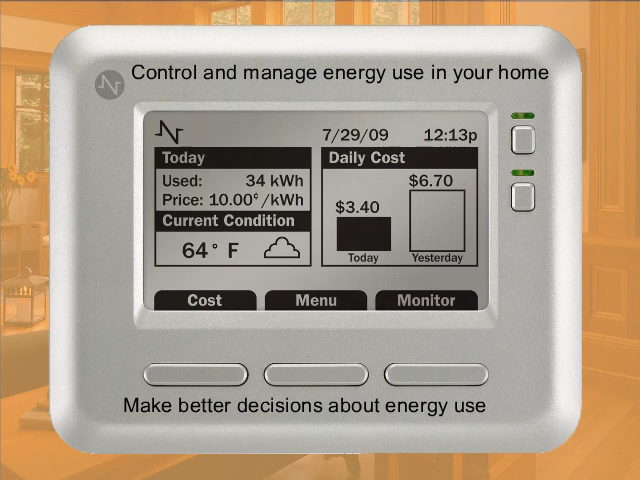 Control and manage energy use in your home
7/29/09 12:13p
Today
Used: 34 kWh
Price: 10.00¢/kWh
Current Condition
64° F
Daily Cost
$3.40
$6.70
Today
Yesterday
Cost Menu Monitor
Make better decisions about energy use